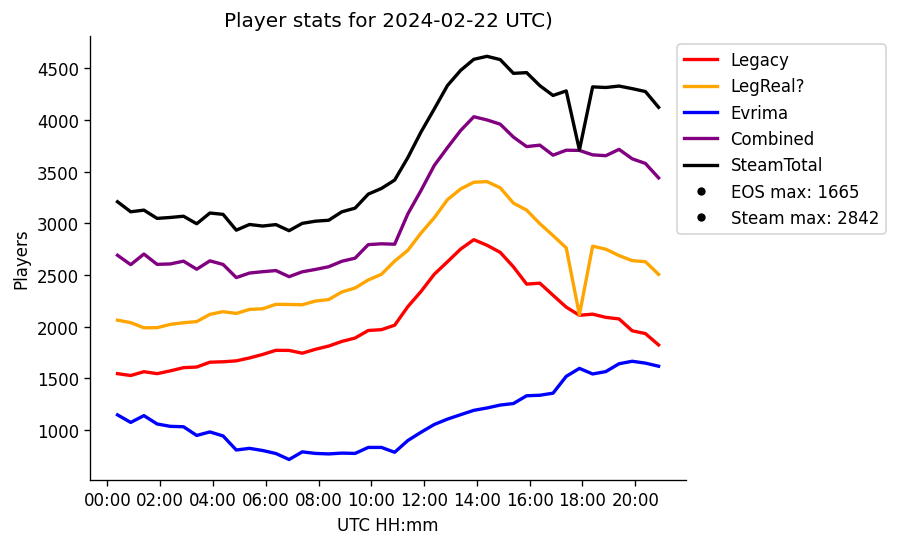 Player stats for 2024-02-22 UTC)
Legacy
LegReal?
Evrima
Combined
SteamTotal
EOS max: 1665
Steam max: 2842
Players
4500
4000
3500
3000
2500
2000
1500
1000
00:00 02:00 04:00 06:00 08:00 10:00 12:00 14:00 16:00 18:00 20:00
UTC HH:mm